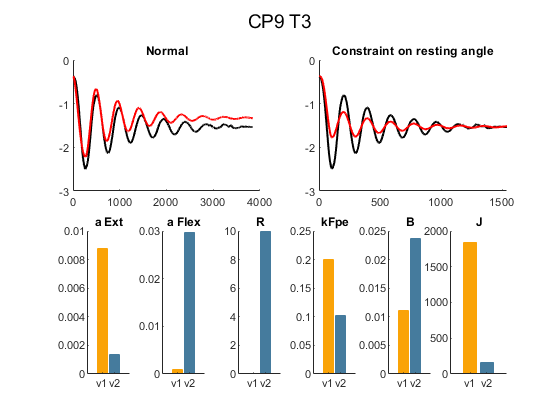 CP9 T3
Normal
Constraint on resting angle
0
-1
-2
-3
0 1000 2000 3000 4000
0
-1
-2
-3
0 500 1000 1500
a Ext
a Flex
R
kFpe
B
J
0.01
0.008
0.006
0.004
0.002
0
v1 v2
0.03
0.02
0.01
0
v1 v2
10
8
6
4
2
0
v1 v2
0.25
0.2
0.15
0.1
0.05
0
v1 v2
0.025
0.02
0.015
0.01
0.005
0
v1 v2
2000
1500
1000
500
0
v1 v2